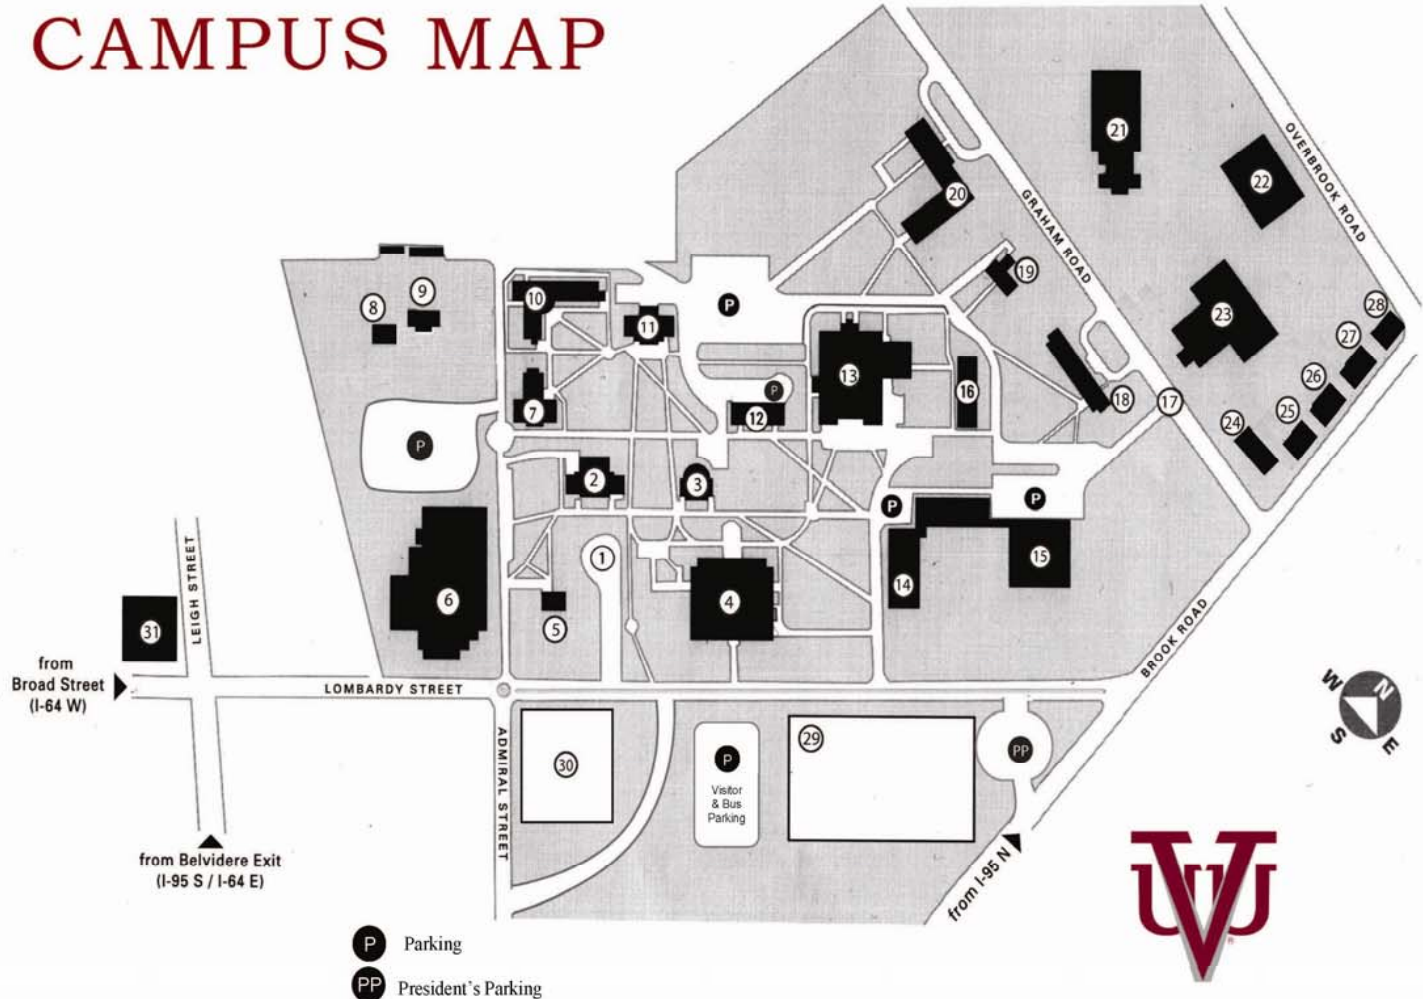 CAMPUS MAP
OVERBROOK ROAD
GRAHAM ROAD
21
22
20
19
23
28
27
26
25
24
9
8
10
11
P
13
P
12
16
18
17
7
P
2
3
P
P
1
15
14
6
4
5
31
LEIGH STREET
BROOK ROAD
from
Broad Street
(I-64 W)
LOMBARDY STREET
W
N
S
E
ADMIRAL STREET
30
P
Visitor
& Bus
Parking
29
PP
from Belvidere Exit
(I-95 S / I-64 E)
from I-95 N
VUU
®
P Parking
PP President's Parking